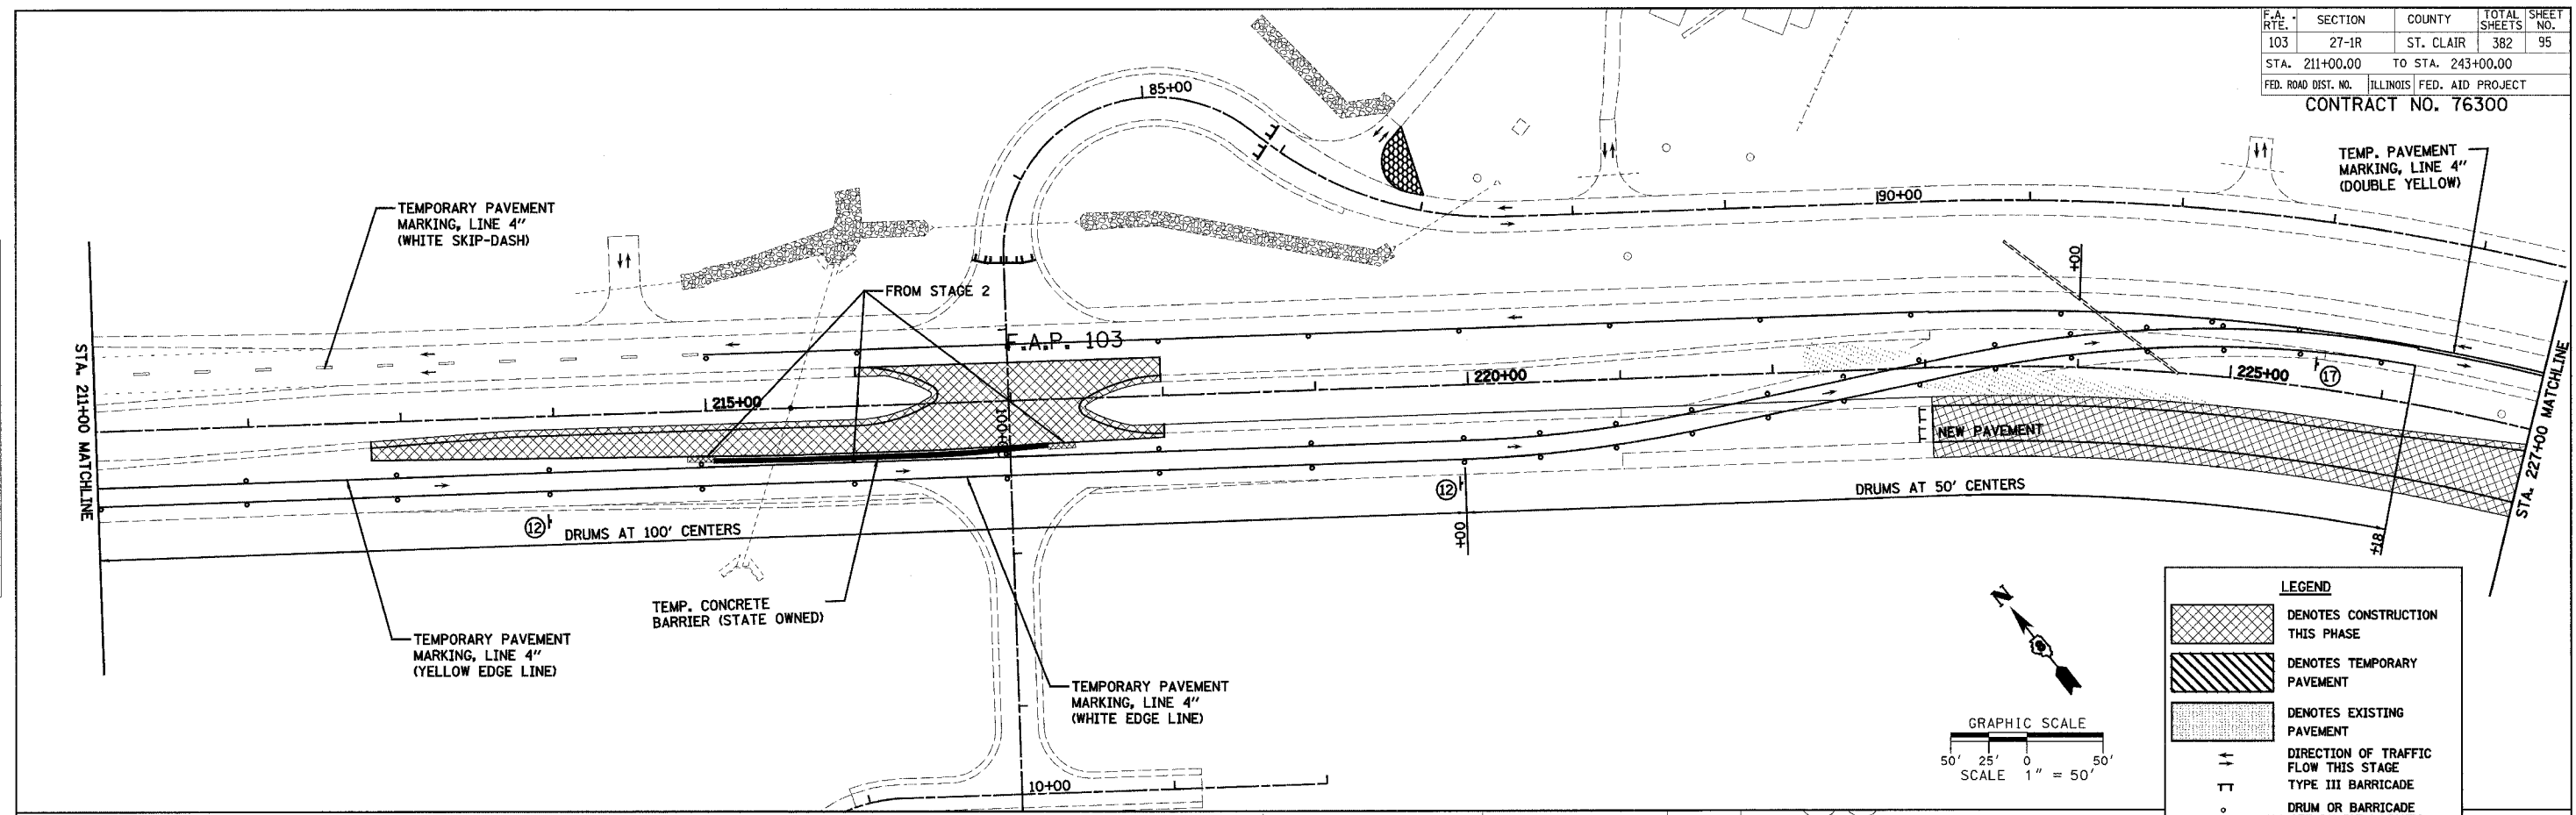 F.A. RTE. SECTION COUNTY TOTAL SHEETS SHEET NO.
103 27-1R ST. CLAIR 382 95
STA. 211+00.00 TO STA. 243+00.00
FED. ROAD DIST. NO. ILLINOIS FED. AID PROJECT
CONTRACT NO. 76300
85+00
TEMP. PAVEMENT
MARKING, LINE 4"
(DOUBLE YELLOW)
90+00
TEMPORARY PAVEMENT
MARKING, LINE 4"
(WHITE SKIP-DASH)
+00
FROM STAGE 2
F.A.P. 103
STA. 211+00 MATCHLINE
215+00
220+00
225+00
17
100+00
NEW PAVEMENT
STA. 227+00 MATCHLINE
12
DRUMS AT 100' CENTERS
12
+00
DRUMS AT 50' CENTERS
+18
TEMP. CONCRETE
BARRIER (STATE OWNED)
TEMPORARY PAVEMENT
MARKING, LINE 4"
(YELLOW EDGE LINE)
TEMPORARY PAVEMENT
MARKING, LINE 4"
(WHITE EDGE LINE)
10+00
N
GRAPHIC SCALE
50' 25' 0 50'
SCALE 1" = 50'
LEGEND
DENOTES CONSTRUCTION
THIS PHASE
DENOTES TEMPORARY
PAVEMENT
DENOTES EXISTING
PAVEMENT
DIRECTION OF TRAFFIC
FLOW THIS STAGE
TYPE III BARRICADE
DRUM OR BARRICADE